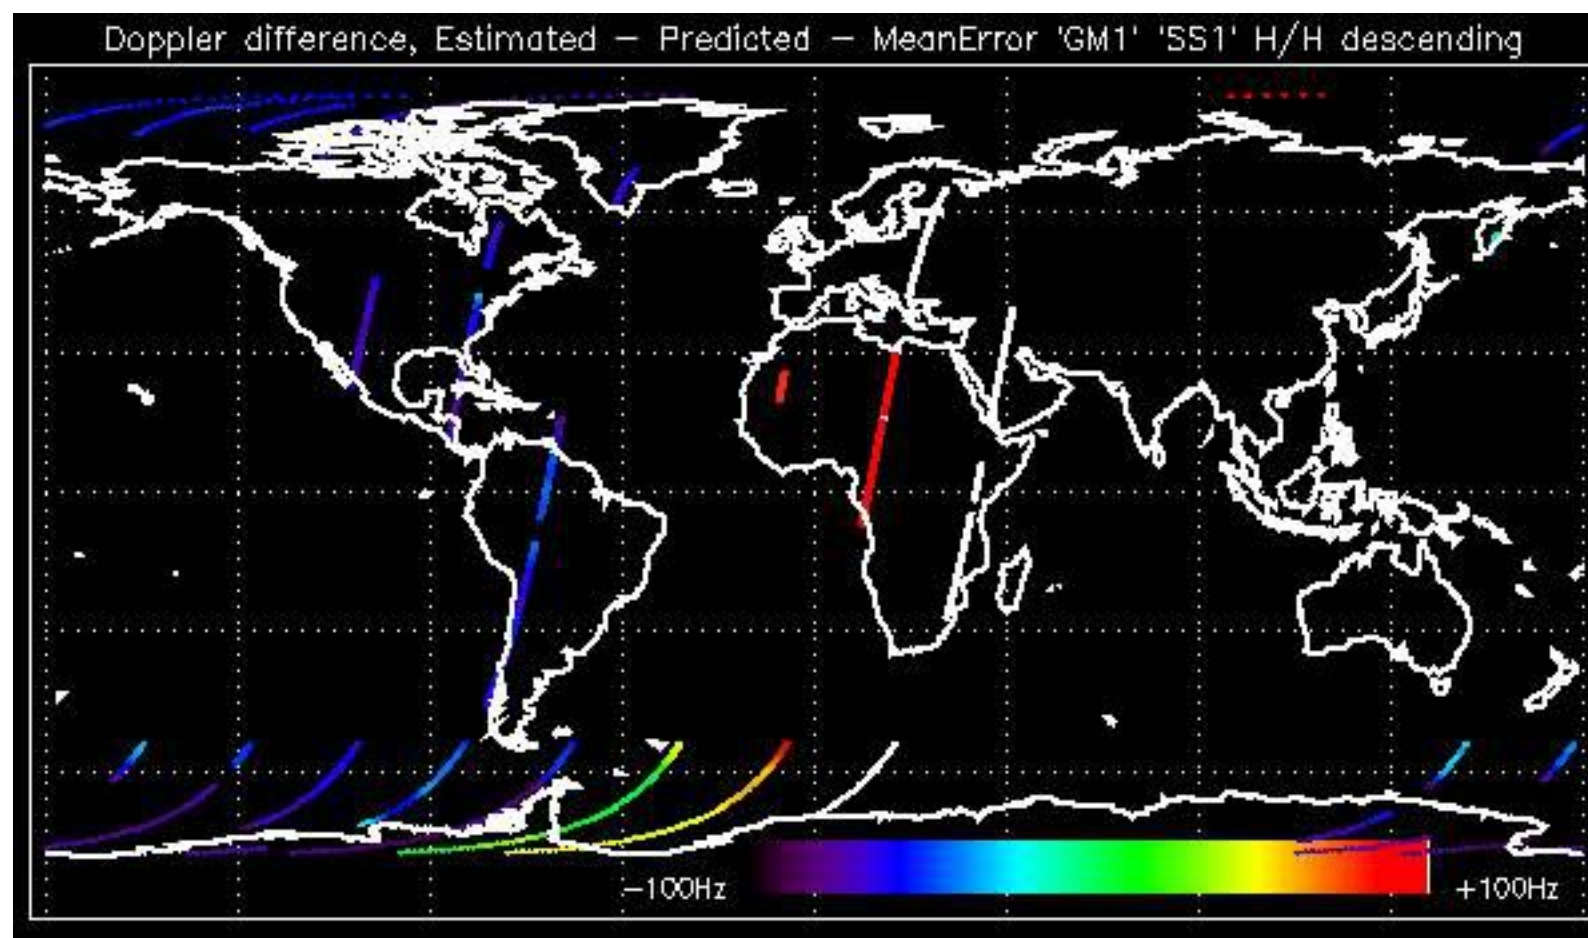 Doppler difference, Estimated – Predicted – MeanError 'GM1' 'SS1' H/H descending
–100Hz +100Hz